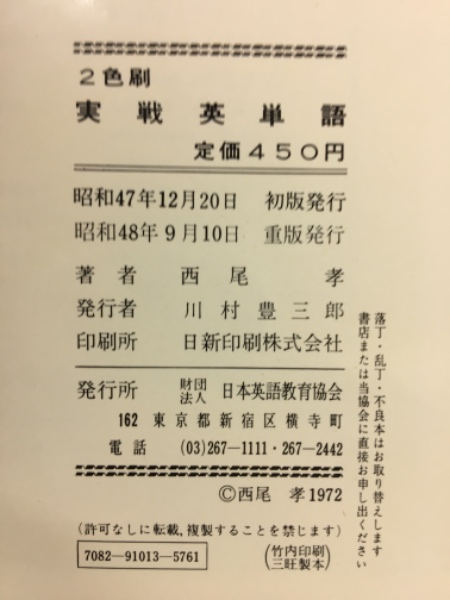 2色刷
実戦英単語
定価450円
昭和47年12月20日 初版発行
昭和48年9月10日 重版発行
著者 西尾 孝
発行者 川村豊三郎
印刷所 日新印刷株式会社
発行所 財団法人 日本英語教育協会
162 東京都新宿区横寺町
電話 (03)267-1111・267-2442
©西尾 孝1972
(許可なしに転載,複製することを禁じます)
7082-91013-5761
(竹内印刷
三旺製本)
落丁・乱丁・不良本はお取り替えします
書店または当協会に直接お申し出ください